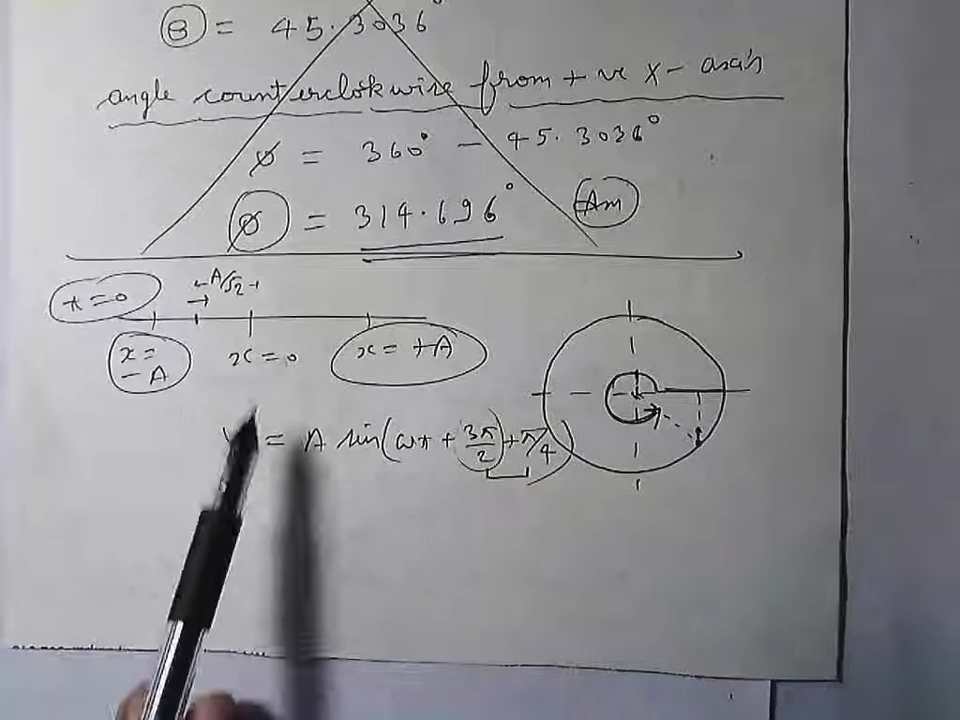 θ = 45.3036°
angle counterclokwise from +ve x-axis
ø = 360° - 45.3036°
ø = 314.696° Am
t=0 ←A/√2→
x = -A x=0 x= +A
= A sin(ωt + 3π/2 + π/4)